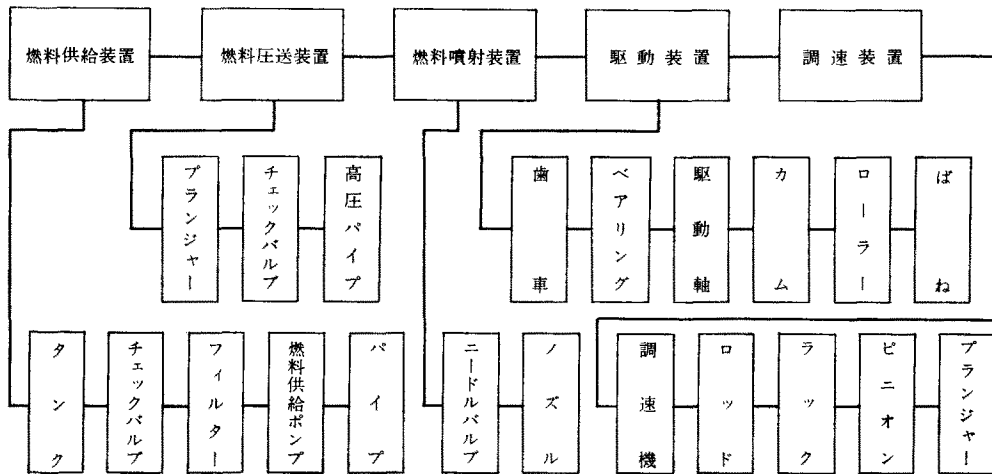 燃料供給装置
燃料圧送装置
燃料噴射装置
駆動装置
調速装置
プランジャー
チェックバルブ
高圧パイプ
歯車
ベアリング
駆動軸
カム
ローラー
ばね
タンク
チェックバルブ
フィルター
燃料供給ポンプ
パイプ
ニードルバルブ
ノズル
調速機
ロッド
ラック
ピニオン
プランジャー